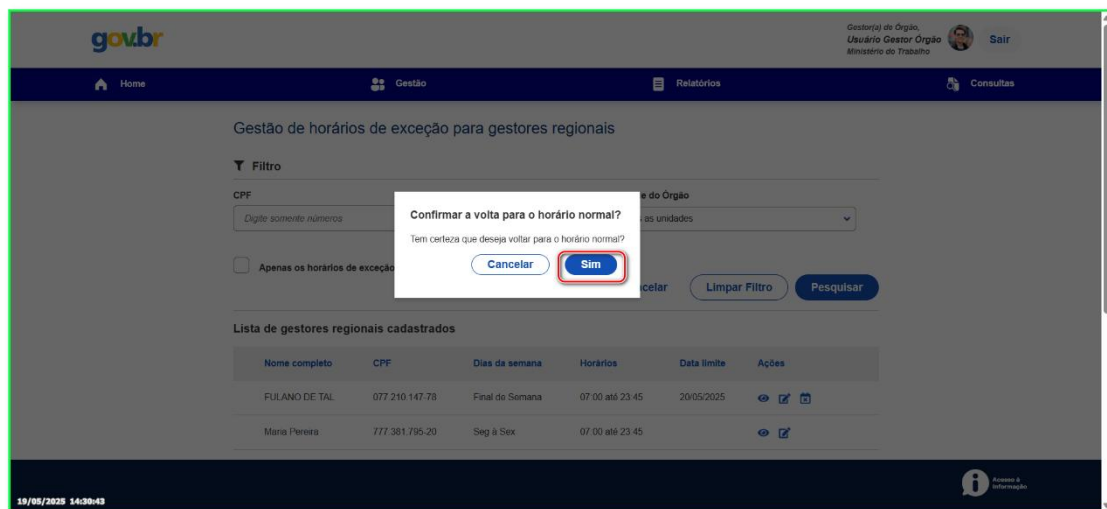 gov.br
Gestor(a) de Órgão,
Usuário Gestor Órgão
Ministério do Trabalho
Sair
Home
Gestão
Relatórios
Consultas
Gestão de horários de exceção para gestores regionais
Filtro
CPF
e do Órgão
Digite somente números
as unidades
Confirmar a volta para o horário normal?
Tem certeza que deseja voltar para o horário normal?
Cancelar
Sim
Apenas os horários de exceção
celar
Limpar Filtro
Pesquisar
Lista de gestores regionais cadastrados
Nome completo CPF Dias da semana Horários Data limite Ações
FULANO DE TAL 077.210.147-78 Final de Semana 07:00 até 23:45 20/05/2025
Maria Pereira 777.381.795-20 Seg à Sex 07:00 até 23:45
Acesso à
Informação
19/05/2025 14:30:43